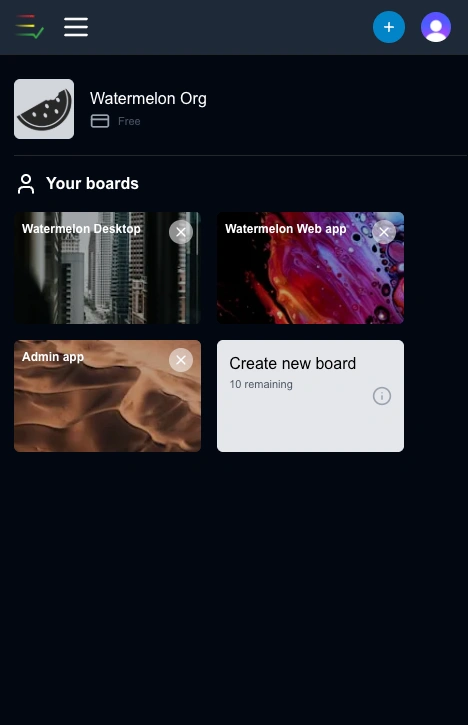 Watermelon Org
Free
Your boards
Watermelon Desktop
Watermelon Web app
Admin app
Create new board
10 remaining